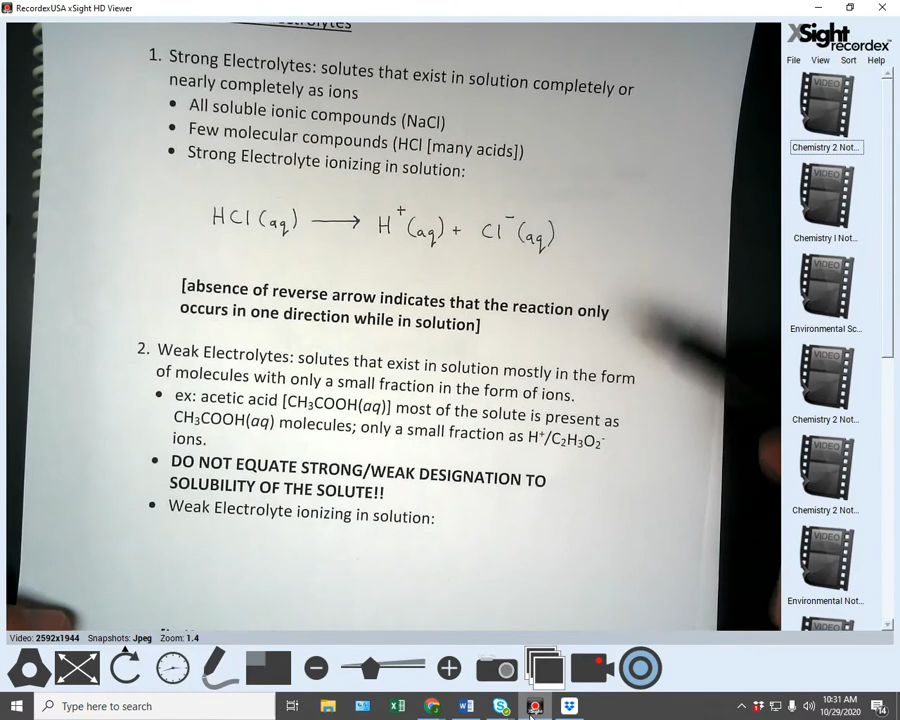 RecordexUSA xSight HD Viewer
1. Strong Electrolytes: solutes that exist in solution completely or
nearly completely as ions
• All soluble ionic compounds (NaCl)
• Few molecular compounds (HCl [many acids])
• Strong Electrolyte ionizing in solution:
HCl (aq) ⟶ H⁺(aq) + Cl⁻(aq)
[absence of reverse arrow indicates that the reaction only
occurs in one direction while in solution]
2. Weak Electrolytes: solutes that exist in solution mostly in the form
of molecules with only a small fraction in the form of ions.
• ex: acetic acid [CH₃COOH(aq)] most of the solute is present as
CH₃COOH(aq) molecules; only a small fraction as H⁺/C₂H₃O₂⁻
ions.
• DO NOT EQUATE STRONG/WEAK DESIGNATION TO
SOLUBILITY OF THE SOLUTE!!
• Weak Electrolyte ionizing in solution:
XSight
recordex
File View Sort Help
VIDEO
Chemistry 2 Not...
VIDEO
Chemistry I Not...
VIDEO
Environmental Sc...
VIDEO
Chemistry 2 Not...
VIDEO
Chemistry 2 Not...
VIDEO
Environmental Not...
VIDEO
Video: 2592x1944 Snapshots: Jpeg Zoom: 1.4
Type here to search
10:31 AM
10/29/2020
14